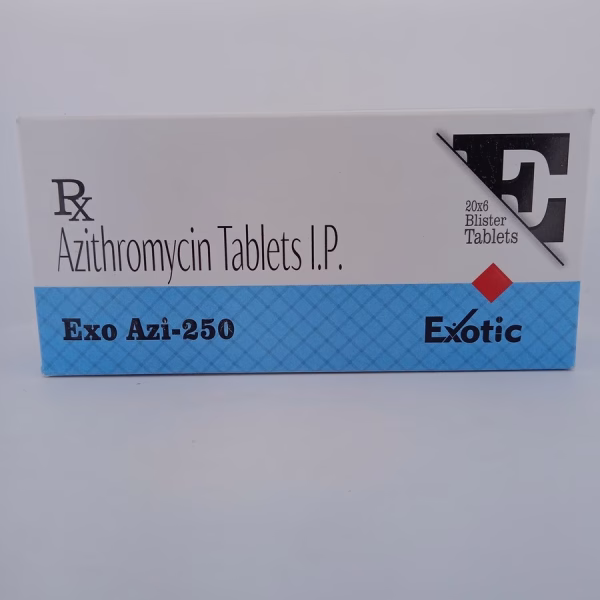 Rx
Azithromycin Tablets I.P.
E
20x6
Blister
Tablets
Exo Azi-250
Exotic